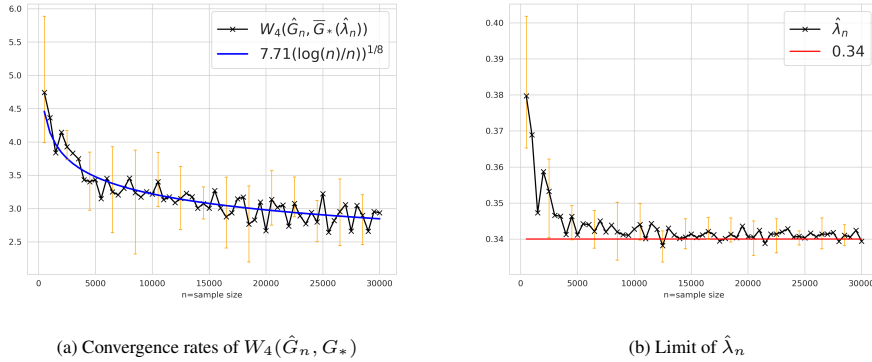 6.0
5.5
5.0
4.5
4.0
3.5
3.0
2.5
0 5000 10000 15000 20000 25000 30000
n=sample size
W₄(Ĝₙ, G̅∗(λ̂ₙ))
7.71(log(n)/n))^{1/8}
(a) Convergence rates of W₄(Ĝₙ, G∗)
0.40
0.39
0.38
0.37
0.36
0.35
0.34
0 5000 10000 15000 20000 25000 30000
n=sample size
λ̂ₙ
0.34
(b) Limit of λ̂ₙ